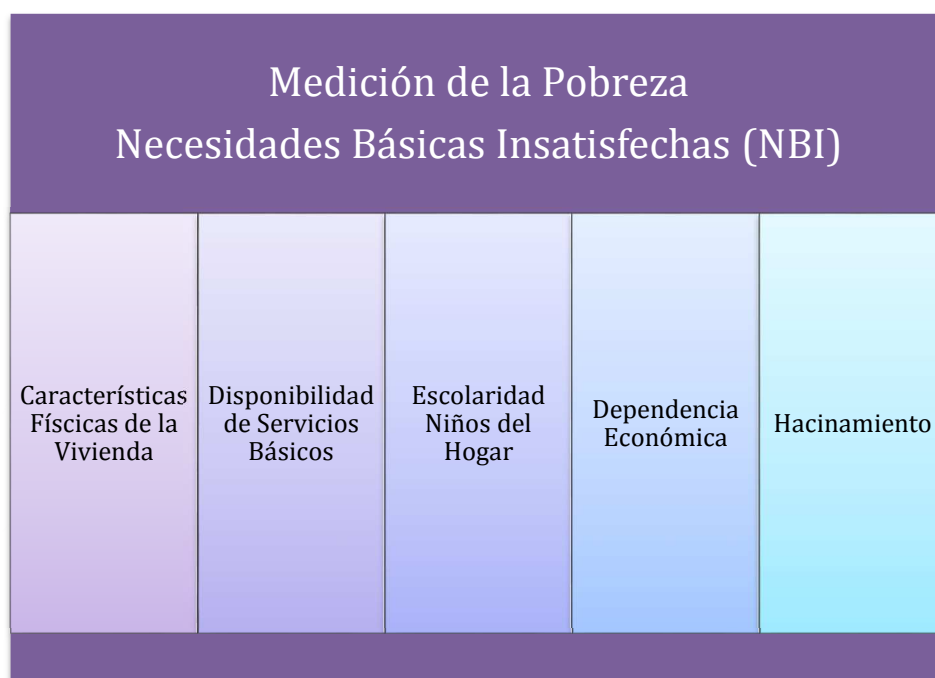 Medición de la Pobreza
Necesidades Básicas Insatisfechas (NBI)
Características
Físcicas de la
Vivienda
Disponibilidad
de Servicios
Básicos
Escolaridad
Niños del
Hogar
Dependencia
Económica
Hacinamiento